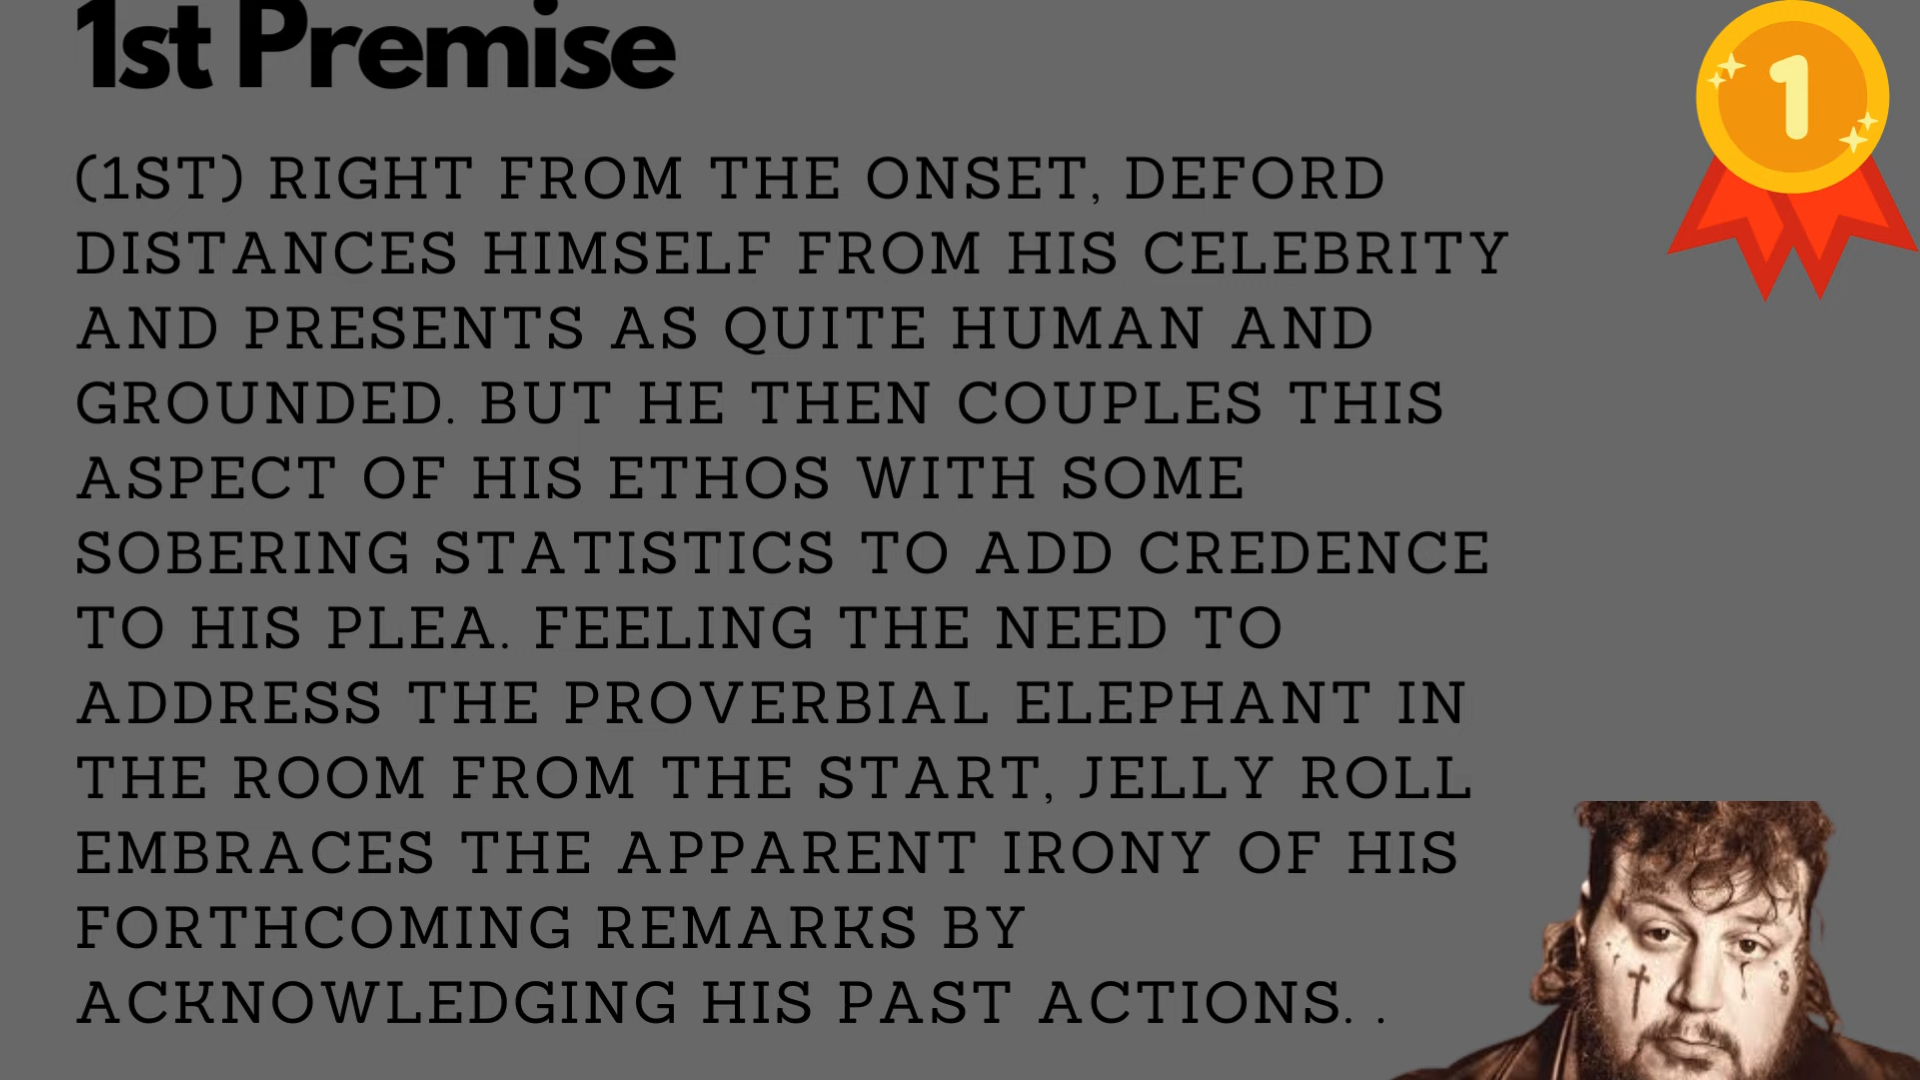 1st Premise
1
(1ST) RIGHT FROM THE ONSET, DEFORD
DISTANCES HIMSELF FROM HIS CELEBRITY
AND PRESENTS AS QUITE HUMAN AND
GROUNDED. BUT HE THEN COUPLES THIS
ASPECT OF HIS ETHOS WITH SOME
SOBERING STATISTICS TO ADD CREDENCE
TO HIS PLEA. FEELING THE NEED TO
ADDRESS THE PROVERBIAL ELEPHANT IN
THE ROOM FROM THE START, JELLY ROLL
EMBRACES THE APPARENT IRONY OF HIS
FORTHCOMING REMARKS BY
ACKNOWLEDGING HIS PAST ACTIONS. .